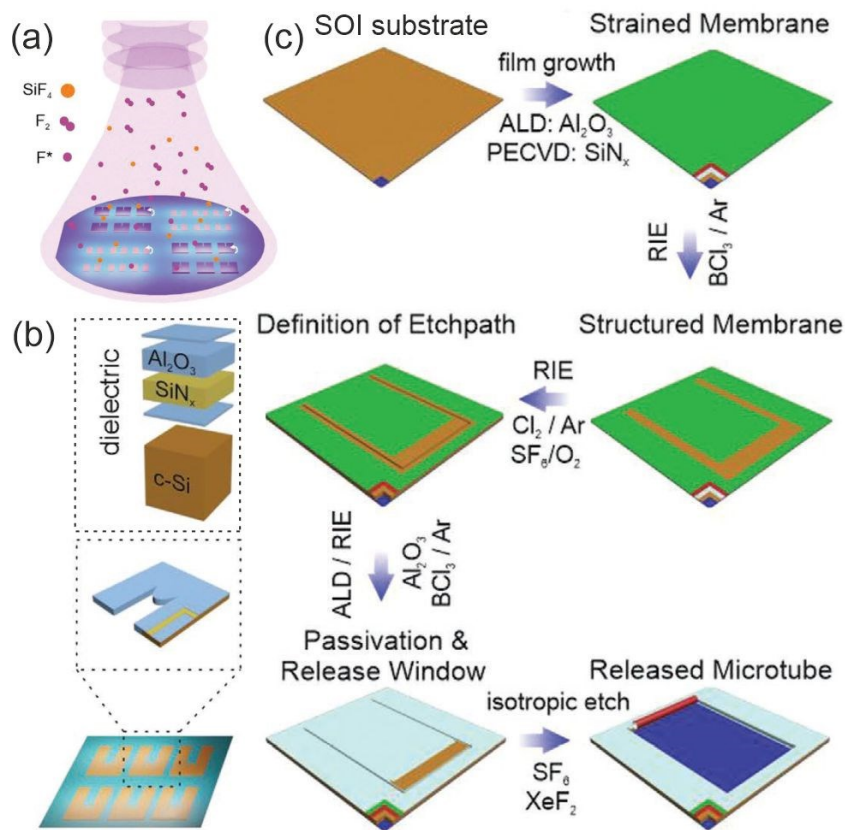 (a)
SiF₄
F₂
F*
(b)
dielectric
Al₂O₃
SiNₓ
c-Si
(c)
SOI substrate
film growth
ALD: Al₂O₃
PECVD: SiNₓ
Strained Membrane
RIE
BCl₃ / Ar
Structured Membrane
RIE
Cl₂ / Ar
SF₆/O₂
Definition of Etchpath
ALD / RIE
Al₂O₃
BCl₃ / Ar
Passivation &
Release Window
isotropic etch
SF₆
XeF₂
Released Microtube